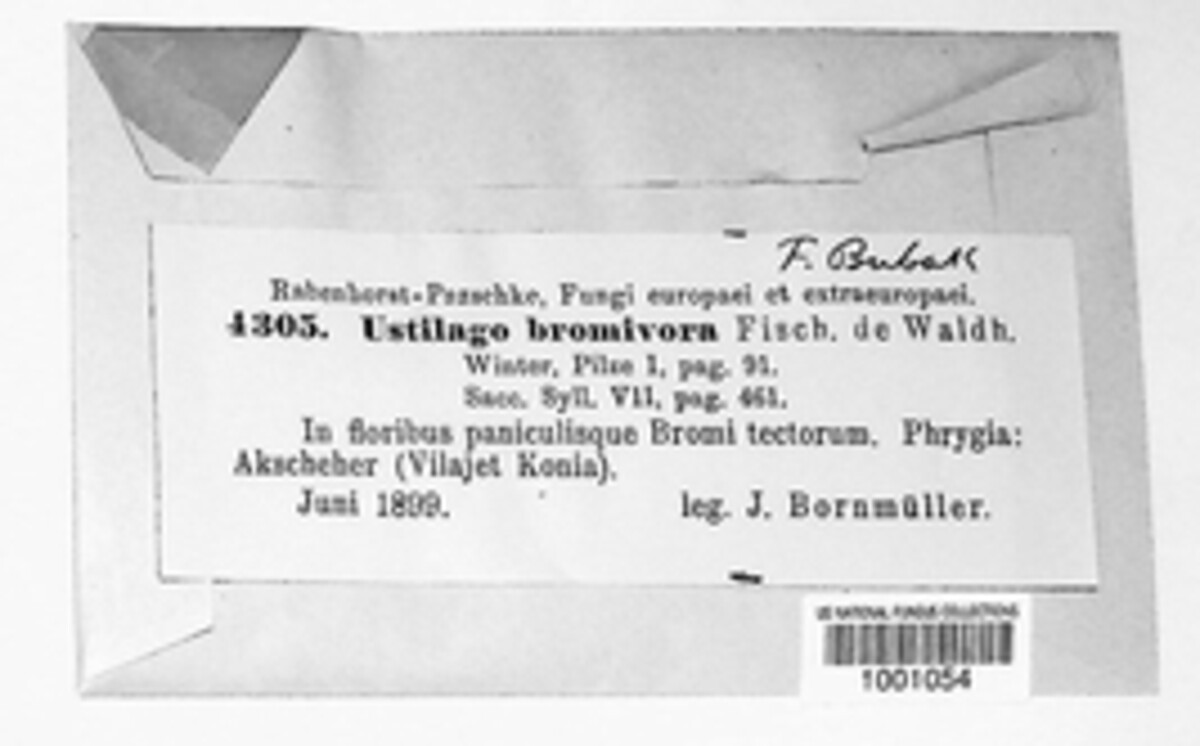 F. Bubak
Rabenhorst-Pazschke, Fungi europaei et extraeuropaei.
4305. Ustilago bromivora Fisch. de Waldh.
Winter, Pilze I, pag. 91.
Sacc. Syll. VII, pag. 461.
In floribus paniculisque Bromi tectorum. Phrygia:
Akscheher (Vilajet Konia).
Juni 1899. leg. J. Bornmüller.
US NATIONAL FUNGUS COLLECTIONS
1001054